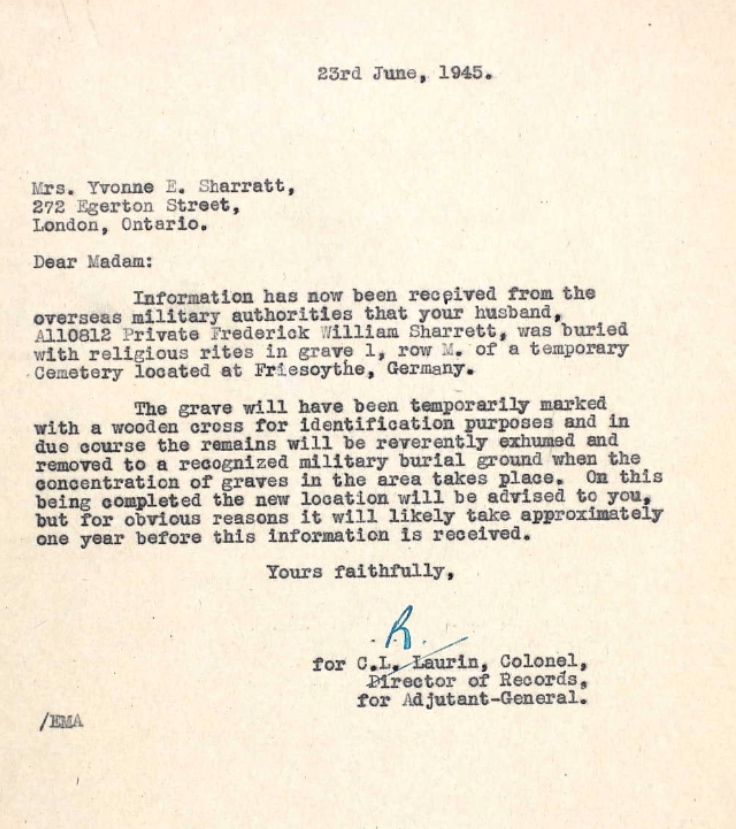 23rd June, 1945.
Mrs. Yvonne E. Sharratt,
272 Egerton Street,
London, Ontario.
Dear Madam:
Information has now been received from the
overseas military authorities that your husband,
A110812 Private Frederick William Sharrett, was buried
with religious rites in grave 1, row M. of a temporary
Cemetery located at Friesoythe, Germany.
The grave will have been temporarily marked
with a wooden cross for identification purposes and in
due course the remains will be reverently exhumed and
removed to a recognized military burial ground when the
concentration of graves in the area takes place. On this
being completed the new location will be advised to you,
but for obvious reasons it will likely take approximately
one year before this information is received.
Yours faithfully,
R.
for C.L. Laurin, Colonel,
Director of Records,
for Adjutant-General.
/EMA